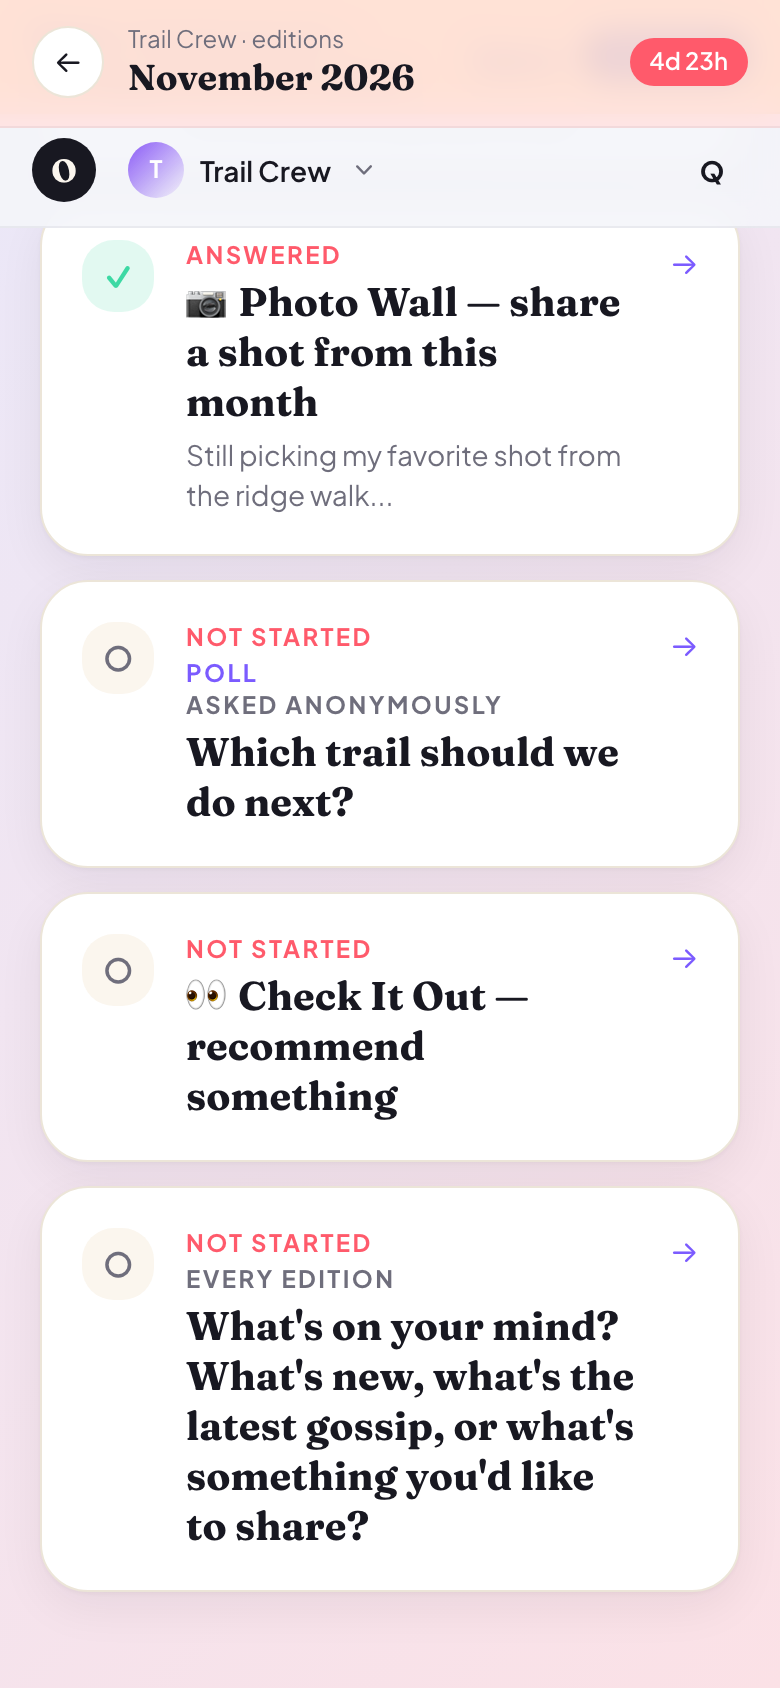 Trail Crew · editions
November 2026
4d 23h
O
T
Trail Crew
Q
ANSWERED
📷 Photo Wall — share
a shot from this
month
Still picking my favorite shot from
the ridge walk...
NOT STARTED
POLL
ASKED ANONYMOUSLY
Which trail should we
do next?
NOT STARTED
👀 Check It Out —
recommend
something
NOT STARTED
EVERY EDITION
What's on your mind?
What's new, what's the
latest gossip, or what's
something you'd like
to share?